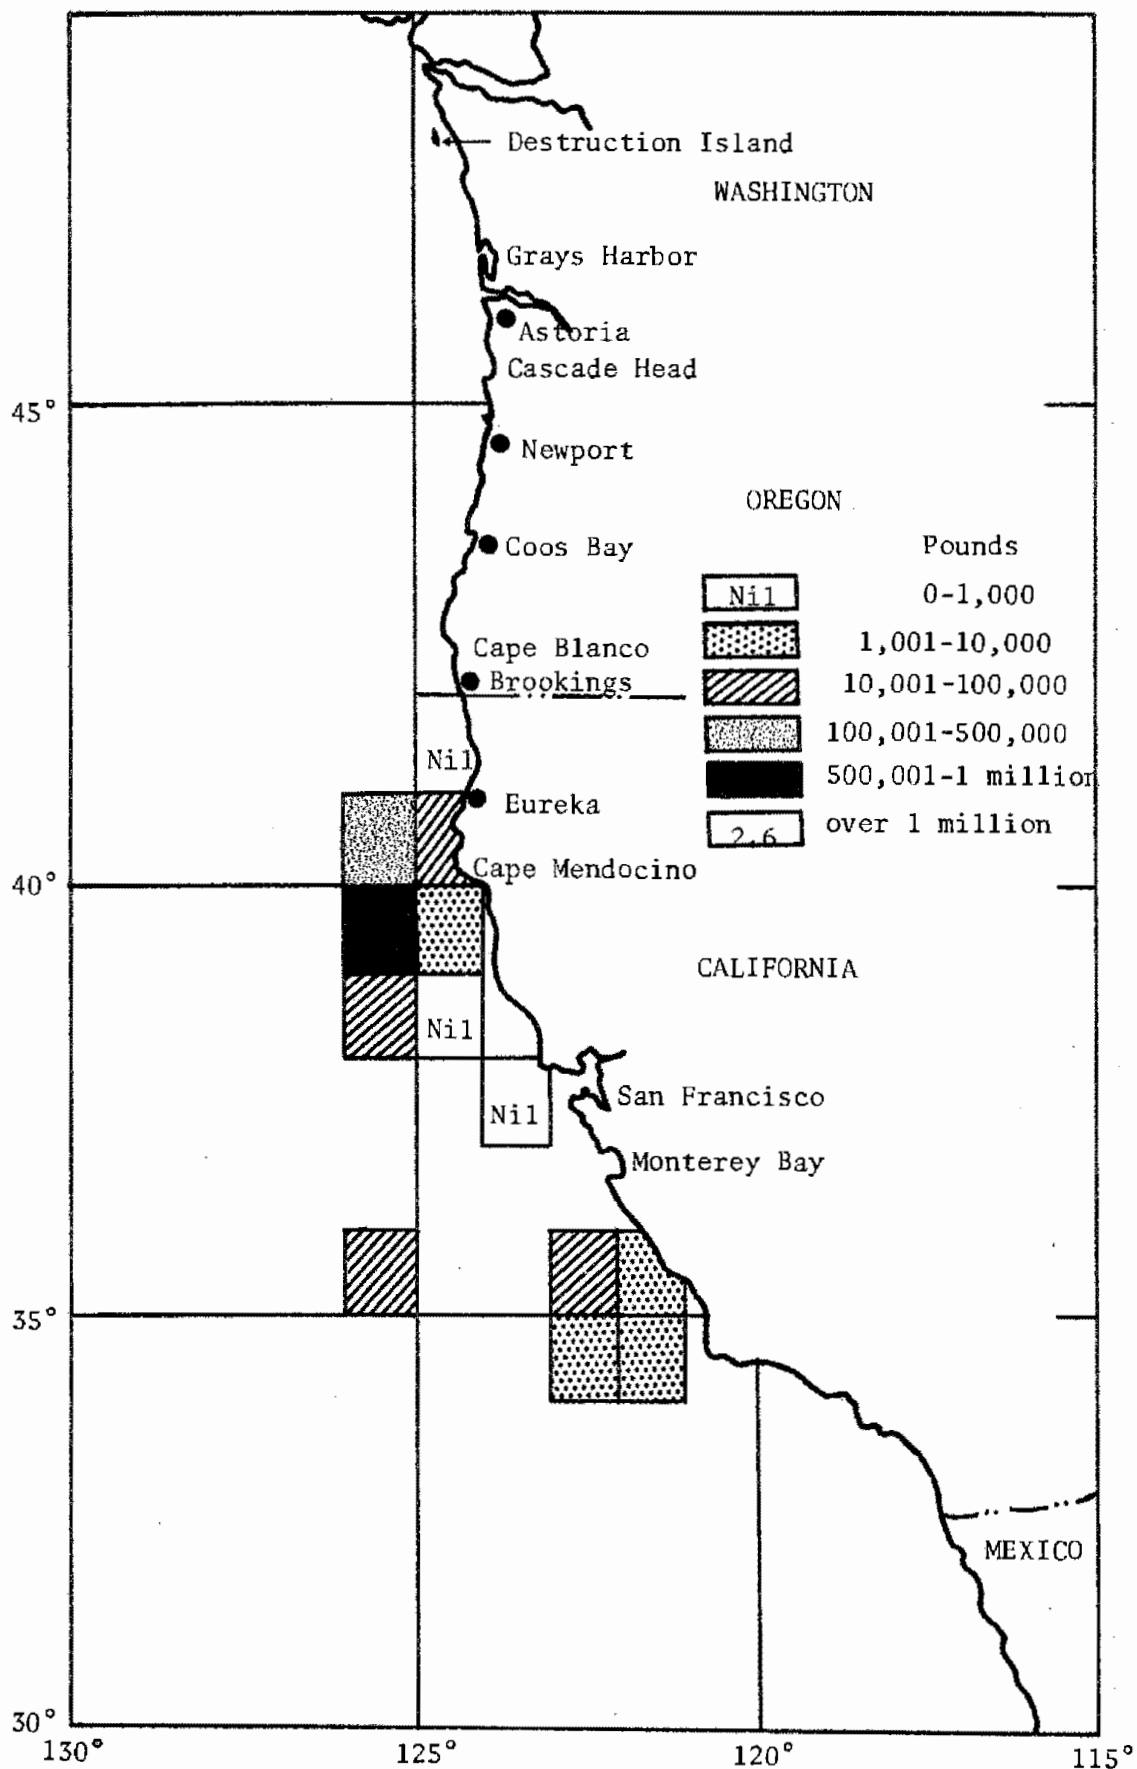 Destruction Island
WASHINGTON
Grays Harbor
Astoria
Cascade Head
45°
Newport
OREGON
Coos Bay
Pounds
Nil 0-1,000
Cape Blanco
1,001-10,000
Brookings
10,001-100,000
100,001-500,000
Nil
500,001-1 million
Eureka
2.6 over 1 million
Cape Mendocino
40°
CALIFORNIA
Nil
San Francisco
Nil
Monterey Bay
35°
MEXICO
30°
130° 125° 120° 115°